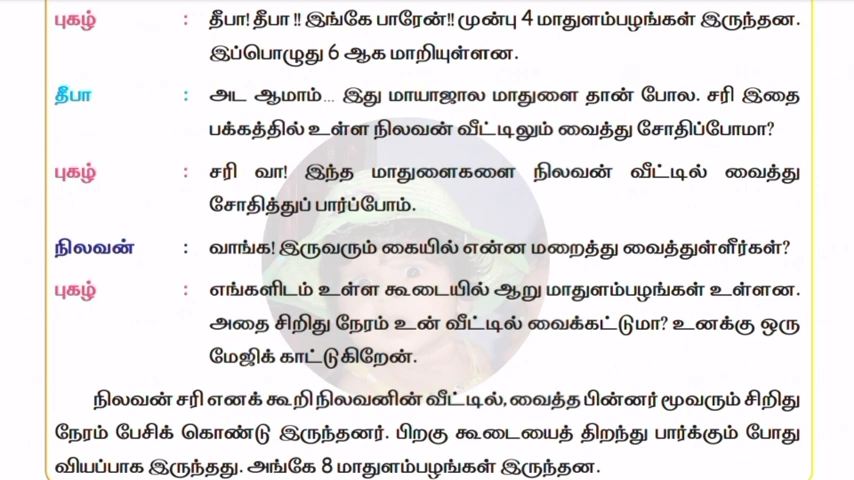 புகழ் : தீபா! தீபா !! இங்கே பாரேன்!! முன்பு 4 மாதுளம்பழங்கள் இருந்தன.
இப்பொழுது 6 ஆக மாறியுள்ளன.
தீபா : அட ஆமாம்... இது மாயாஜால மாதுளை தான் போல. சரி இதை
பக்கத்தில் உள்ள நிலவன் வீட்டிலும் வைத்து சோதிப்போமா?
புகழ் : சரி வா! இந்த மாதுளைகளை நிலவன் வீட்டில் வைத்து
சோதித்துப் பார்ப்போம்.
நிலவன் : வாங்க! இருவரும் கையில் என்ன மறைத்து வைத்துள்ளீர்கள்?
புகழ் : எங்களிடம் உள்ள கூடையில் ஆறு மாதுளம்பழங்கள் உள்ளன.
அதை சிறிது நேரம் உன் வீட்டில் வைக்கட்டுமா? உனக்கு ஒரு
மேஜிக் காட்டுகிறேன்.
நிலவன் சரி எனக் கூறி நிலவனின் வீட்டில், வைத்த பின்னர் மூவரும் சிறிது
நேரம் பேசிக் கொண்டு இருந்தனர். பிறகு கூடையைத் திறந்து பார்க்கும் போது
வியப்பாக இருந்தது. அங்கே 8 மாதுளம்பழங்கள் இருந்தன.